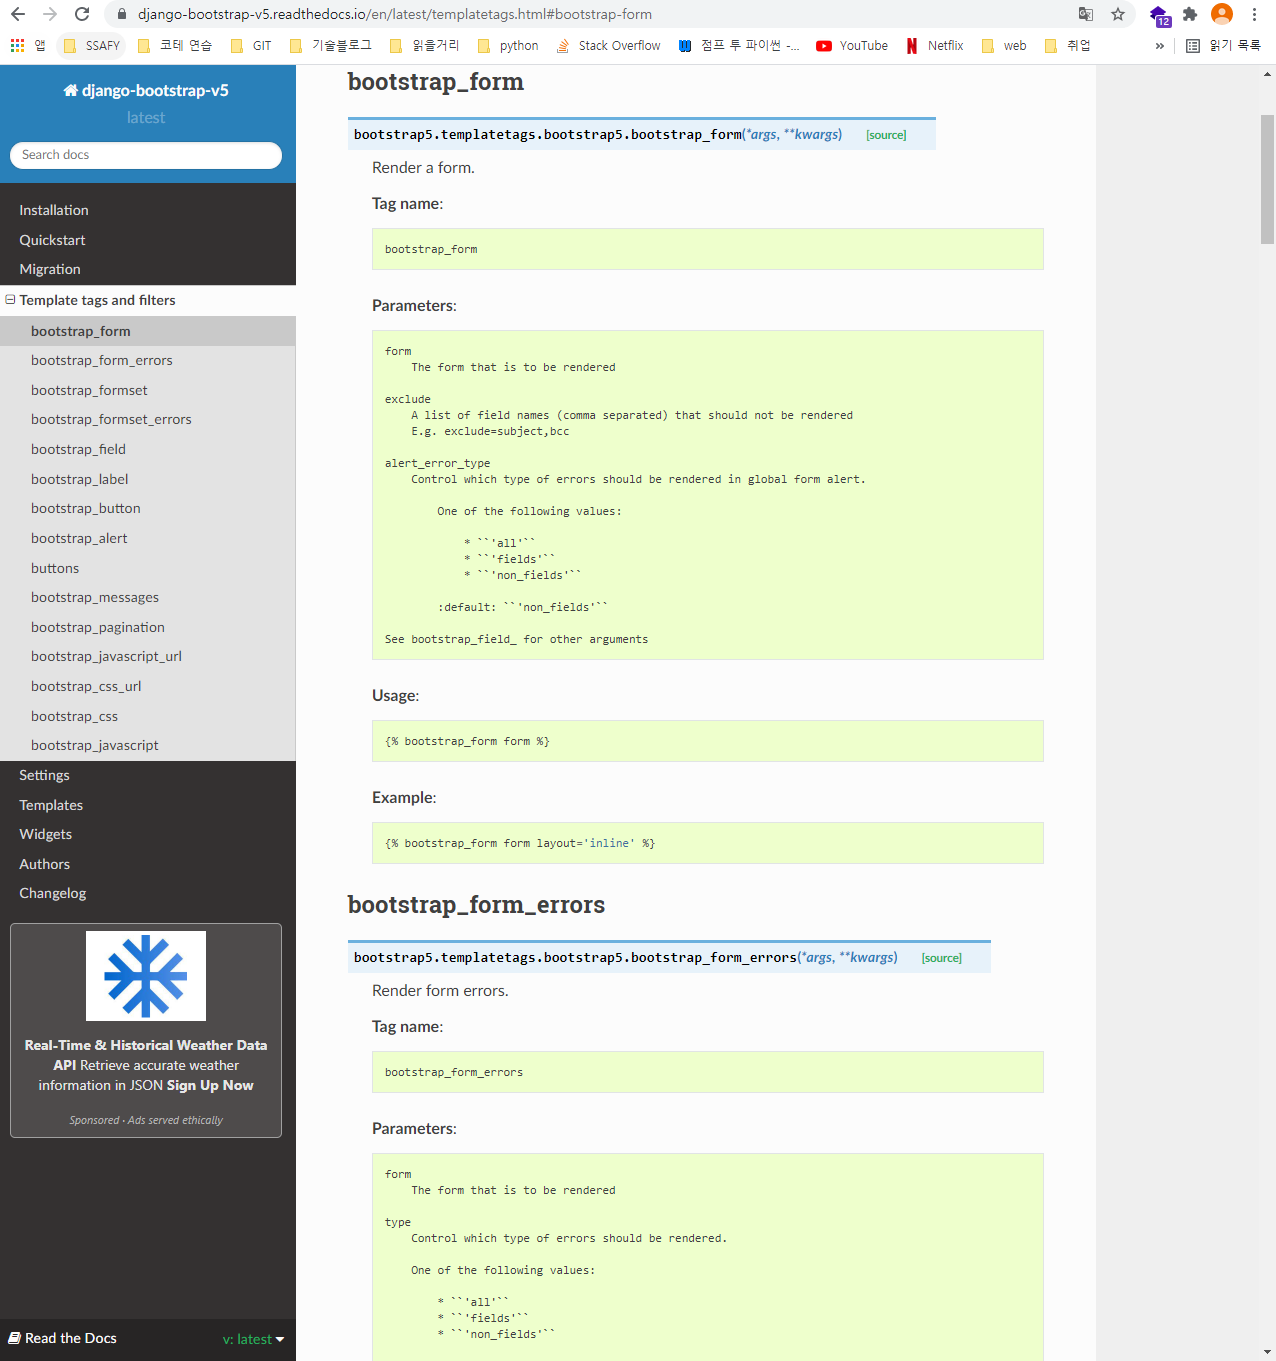 django-bootstrap-v5.readthedocs.io/en/latest/templatetags.html#bootstrap-form
12
앱 SSAFY 코테 연습 GIT 기술블로그 읽을거리 python Stack Overflow 점프 투 파이썬 -... YouTube Netflix web 취업 » 읽기 목록
django-bootstrap-v5
latest
Search docs
Installation
Quickstart
Migration
Template tags and filters
bootstrap_form
bootstrap_form_errors
bootstrap_formset
bootstrap_formset_errors
bootstrap_field
bootstrap_label
bootstrap_button
bootstrap_alert
buttons
bootstrap_messages
bootstrap_pagination
bootstrap_javascript_url
bootstrap_css_url
bootstrap_css
bootstrap_javascript
Settings
Templates
Widgets
Authors
Changelog
Real-Time & Historical Weather Data
API Retrieve accurate weather
information in JSON Sign Up Now
Sponsored · Ads served ethically
Read the Docs
v: latest
bootstrap_form
bootstrap5.templatetags.bootstrap5.bootstrap_form(*args, **kwargs) [source]
Render a form.
Tag name:
bootstrap_form
Parameters:
form
The form that is to be rendered
exclude
A list of field names (comma separated) that should not be rendered
E.g. exclude=subject,bcc
alert_error_type
Control which type of errors should be rendered in global form alert.
One of the following values:
* ``'all'``
* ``'fields'``
* ``'non_fields'``
:default: ``'non_fields'``
See bootstrap_field_ for other arguments
Usage:
{% bootstrap_form form %}
Example:
{% bootstrap_form form layout='inline' %}
bootstrap_form_errors
bootstrap5.templatetags.bootstrap5.bootstrap_form_errors(*args, **kwargs) [source]
Render form errors.
Tag name:
bootstrap_form_errors
Parameters:
form
The form that is to be rendered
type
Control which type of errors should be rendered.
One of the following values:
* ``'all'``
* ``'fields'``
* ``'non_fields'``